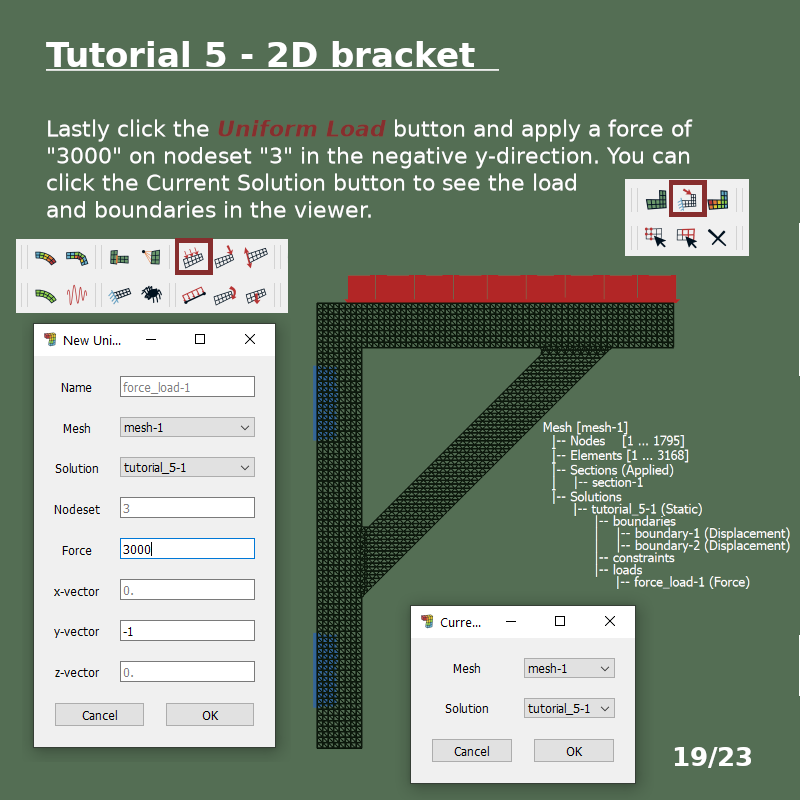 Tutorial 5 - 2D bracket
Lastly click the Uniform Load button and apply a force of
"3000" on nodeset "3" in the negative y-direction. You can
click the Current Solution button to see the load
and boundaries in the viewer.
New Uni...
Name force_load-1
Mesh mesh-1
Solution tutorial_5-1
Nodeset 3
Force 3000
x-vector 0.
y-vector -1
z-vector 0.
Cancel OK
Mesh [mesh-1]
|-- Nodes [1 ... 1795]
|-- Elements [1 ... 3168]
|-- Sections (Applied)
| |-- section-1
|-- Solutions
|-- tutorial_5-1 (Static)
|-- boundaries
| |-- boundary-1 (Displacement)
| |-- boundary-2 (Displacement)
|-- constraints
|-- loads
|-- force_load-1 (Force)
Curre...
Mesh mesh-1
Solution tutorial_5-1
Cancel OK
19/23